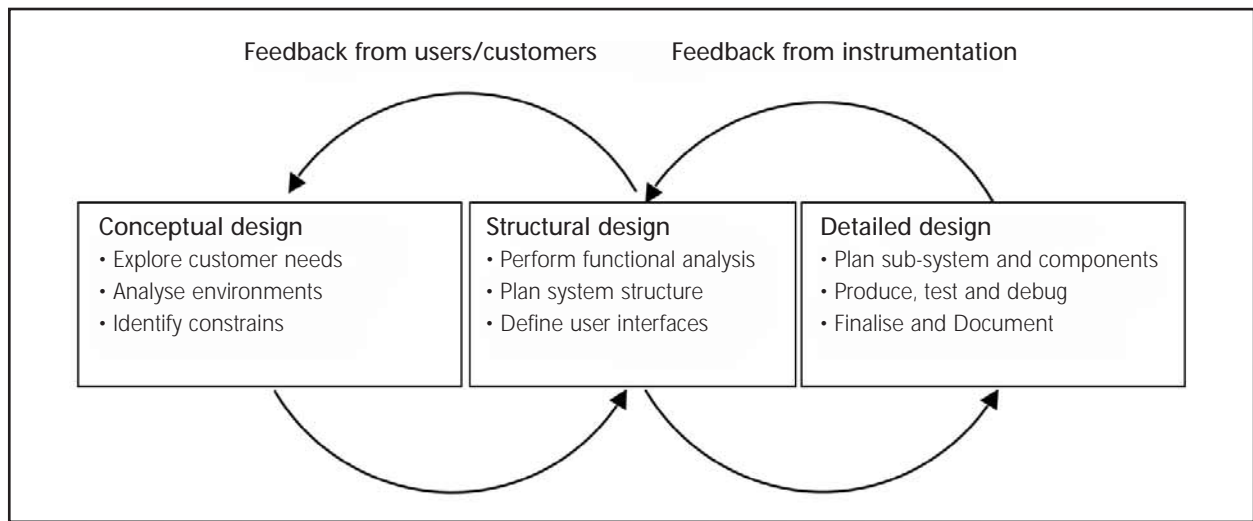 Feedback from users/customers
Feedback from instrumentation
Conceptual design
• Explore customer needs
• Analyse environments
• Identify constrains
Structural design
• Perform functional analysis
• Plan system structure
• Define user interfaces
Detailed design
• Plan sub-system and components
• Produce, test and debug
• Finalise and Document